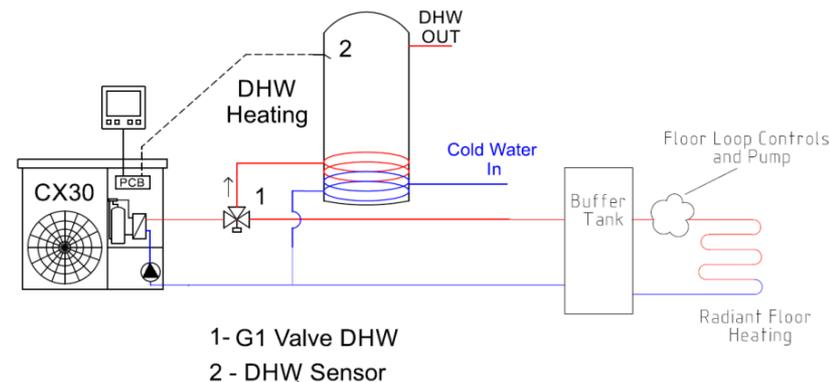 DHW
OUT
2
DHW
Heating
Floor Loop Controls
and Pump
Cold Water
In
PCB
CX30
1
Buffer
Tank
Radiant Floor
Heating
1- G1 Valve DHW
2 - DHW Sensor